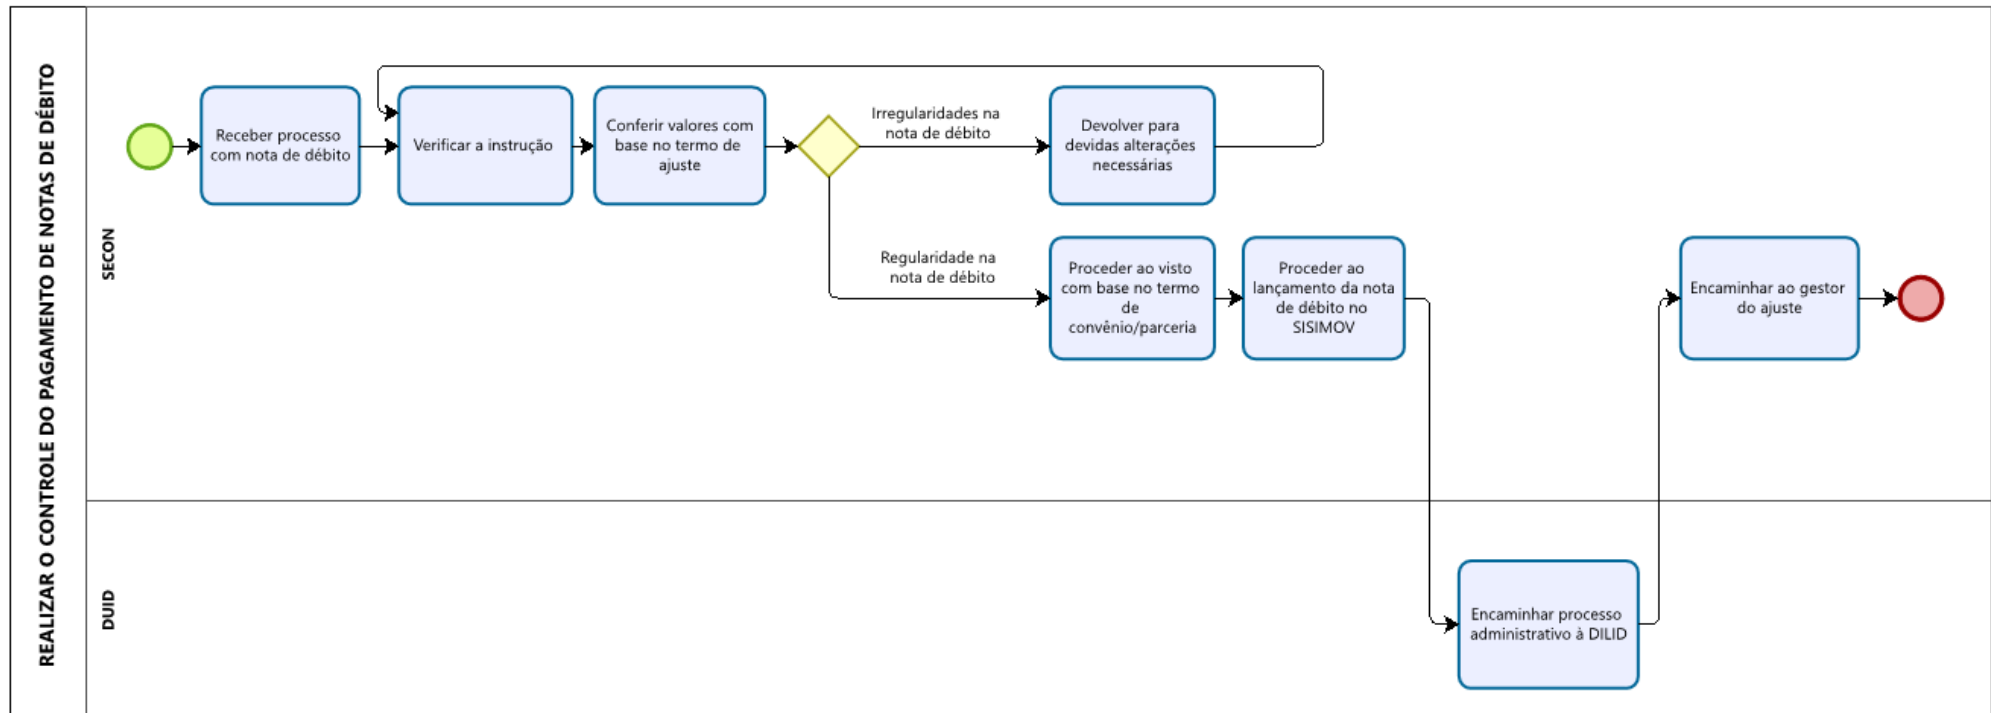 REALIZAR O CONTROLE DO PAGAMENTO DE NOTAS DE DÉBITO
SECON
Receber processo
com nota de débito
Verificar a instrução
Conferir valores com
base no termo de
ajuste
Irregularidades na
nota de débito
Devolver para
devidas alterações
necessárias
Regularidade na
nota de débito
Proceder ao visto
com base no termo
de
convênio/parceria
Proceder ao
lançamento da nota
de débito no
SISIMOV
Encaminhar ao gestor
do ajuste
DUID
Encaminhar processo
administrativo à DILID